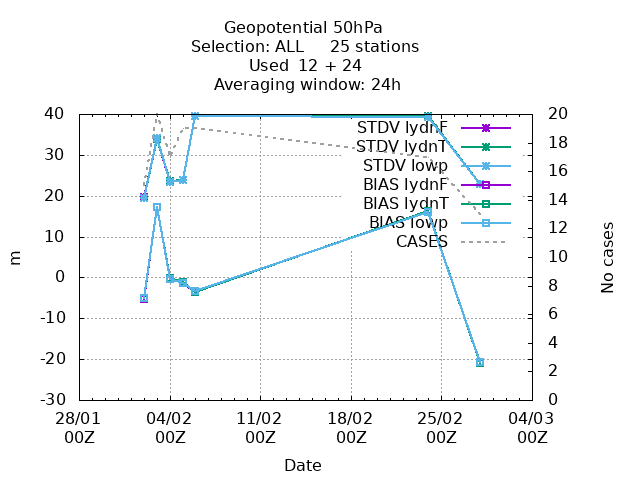 Geopotential 50hPa
Selection: ALL     25 stations
Used  12 + 24
Averaging window: 24h
40
30
20
10
0
-10
-20
-30
m
20
18
16
14
12
10
8
6
4
2
0
No cases
STDV lydnF
STDV lydnT
STDV lowp
BIAS lydnF
BIAS lydnT
BIAS lowp
CASES
28/01 04/02 11/02 18/02 25/02 04/03
00Z 00Z 00Z 00Z 00Z 00Z
Date